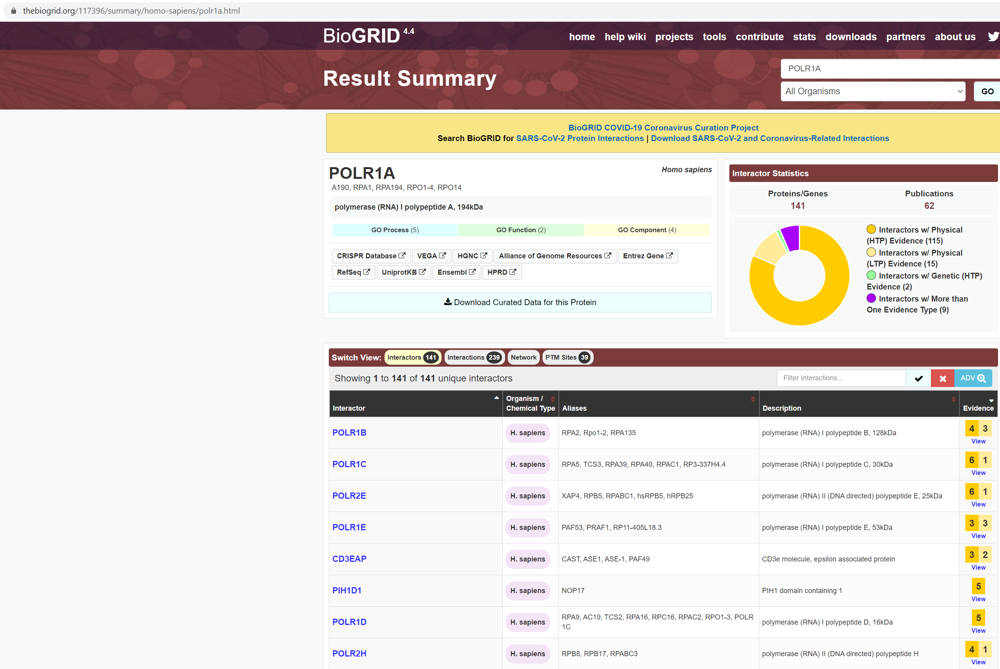 thebiogrid.org/117396/summary/homo-sapiens/polr1a.html
BioGRID 4.4
home help wiki projects tools contribute stats downloads partners about us
Result Summary
POLR1A
All Organisms
GO
BioGRID COVID-19 Coronavirus Curation Project
Search BioGRID for SARS-CoV-2 Protein Interactions | Download SARS-CoV-2 and Coronavirus-Related Interactions
POLR1A
Homo sapiens
A190, RPA1, RPA194, RPO1-4, RPO14
polymerase (RNA) I polypeptide A, 194kDa
GO Process (5) GO Function (2) GO Component (4)
CRISPR Database VEGA HGNC Alliance of Genome Resources Entrez Gene
RefSeq UniprotKB Ensembl HPRD
Download Curated Data for this Protein
Interactor Statistics
Proteins/Genes Publications
141 62
Interactors w/ Physical
(HTP) Evidence (115)
Interactors w/ Physical
(LTP) Evidence (15)
Interactors w/ Genetic (HTP)
Evidence (2)
Interactors w/ More than
One Evidence Type (9)
Switch View: Interactors 141 Interactions 239 Network PTM Sites 39
Showing 1 to 141 of 141 unique interactors
Filter Interactions...
ADV
Interactor Organism / Chemical Type Aliases Description Evidence
POLR1B H. sapiens RPA2, Rpo1-2, RPA135 polymerase (RNA) I polypeptide B, 128kDa 4 3
View
POLR1C H. sapiens RPA5, TCS3, RPA39, RPA40, RPAC1, RP3-337H4.4 polymerase (RNA) I polypeptide C, 30kDa 6 1
View
POLR2E H. sapiens XAP4, RPB5, RPABC1, hsRPB5, hRPB25 polymerase (RNA) II (DNA directed) polypeptide E, 25kDa 6 1
View
POLR1E H. sapiens PAF53, PRAF1, RP11-405L18.3 polymerase (RNA) I polypeptide E, 53kDa 3 3
View
CD3EAP H. sapiens CAST, ASE1, ASE-1, PAF49 CD3e molecule, epsilon associated protein 3 2
View
PIH1D1 H. sapiens NOP17 PIH1 domain containing 1 5
View
POLR1D H. sapiens RPA9, AC19, TCS2, RPA16, RPC16, RPAC2, RPO1-3, POLR
1C polymerase (RNA) I polypeptide D, 16kDa 5
View
POLR2H H. sapiens RPB8, RPB17, RPABC3 polymerase (RNA) II (DNA directed) polypeptide H 4 1
View